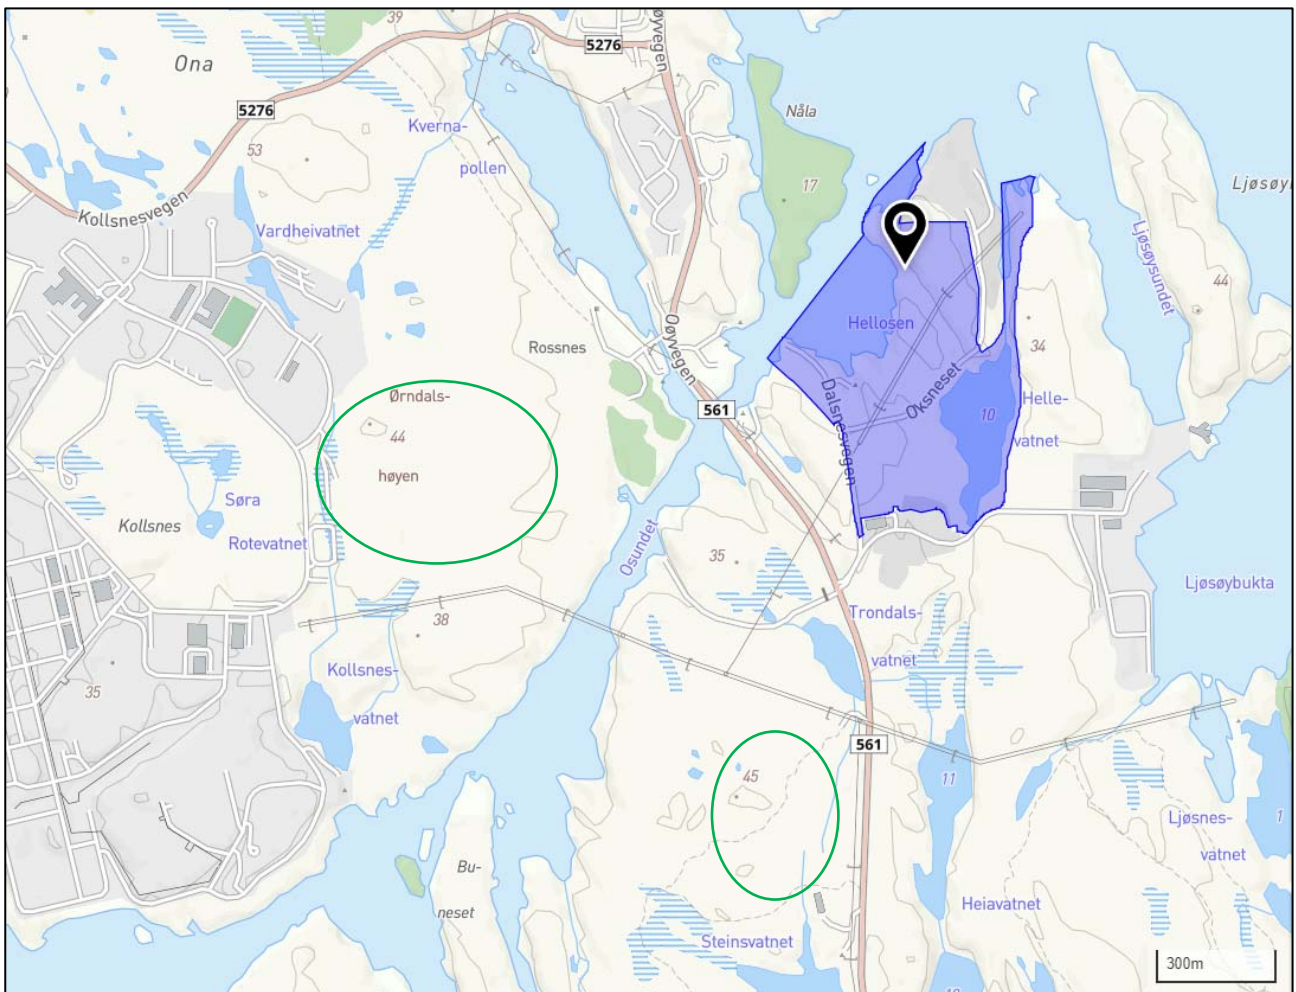 39
5276
Ona
5276
øyvegen
Nåla
Kverna-
pollen
53
17
Ljøsøy
Kollsnesvegen
Vardheivatnet
Ljøsøysundet
44
Hellosen
Rossnes
Oøyvegen
34
Ørndals-
44
høyen
561
Dalsnesvegen
Oksneset
10
Helle-
vatnet
Søra
Rotevatnet
Kollsnes
Osundet
35
Ljøsøybukta
38
Trondals-
vatnet
Kollsnes-
vatnet
35
561
45
11
Ljøsnes-
vatnet
1
Bu-
neset
Heiavatnet
Steinsvatnet
300m